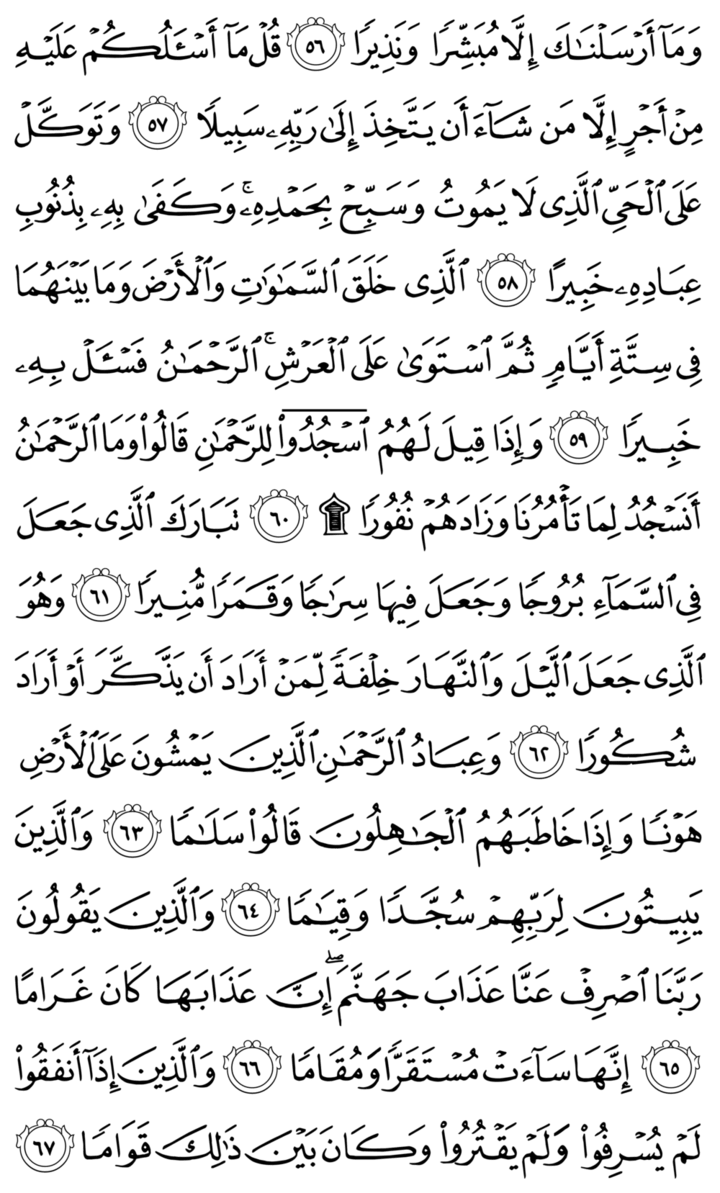 وَمَآ أَرْسَلْنَٰكَ إِلَّا مُبَشِّرًا وَنَذِيرًا ٥٦ قُلْ مَآ أَسْـَٔلُكُمْ عَلَيْهِ
مِنْ أَجْرٍ إِلَّا مَن شَآءَ أَن يَتَّخِذَ إِلَىٰ رَبِّهِۦ سَبِيلًا ٥٧ وَتَوَكَّلْ
عَلَى ٱلْحَىِّ ٱلَّذِى لَا يَمُوتُ وَسَبِّحْ بِحَمْدِهِۦ ۚ وَكَفَىٰ بِهِۦ بِذُنُوبِ
عِبَادِهِۦ خَبِيرًا ٥٨ ٱلَّذِى خَلَقَ ٱلسَّمَٰوَٰتِ وَٱلْأَرْضَ وَمَا بَيْنَهُمَا
فِى سِتَّةِ أَيَّامٍ ثُمَّ ٱسْتَوَىٰ عَلَى ٱلْعَرْشِ ۚ ٱلرَّحْمَٰنُ فَسْـَٔلْ بِهِۦ
خَبِيرًا ٥٩ وَإِذَا قِيلَ لَهُمُ ٱسْجُدُوا۟ لِلرَّحْمَٰنِ قَالُوا۟ وَمَا ٱلرَّحْمَٰنُ
أَنَسْجُدُ لِمَا تَأْمُرُنَا وَزَادَهُمْ نُفُورًا ۩ ٦٠ تَبَارَكَ ٱلَّذِى جَعَلَ
فِى ٱلسَّمَآءِ بُرُوجًا وَجَعَلَ فِيهَا سِرَٰجًا وَقَمَرًا مُّنِيرًا ٦١ وَهُوَ
ٱلَّذِى جَعَلَ ٱلَّيْلَ وَٱلنَّهَارَ خِلْفَةً لِّمَنْ أَرَادَ أَن يَذَّكَّرَ أَوْ أَرَادَ
شُكُورًا ٦٢ وَعِبَادُ ٱلرَّحْمَٰنِ ٱلَّذِينَ يَمْشُونَ عَلَى ٱلْأَرْضِ
هَوْنًا وَإِذَا خَاطَبَهُمُ ٱلْجَٰهِلُونَ قَالُوا۟ سَلَٰمًا ٦٣ وَٱلَّذِينَ
يَبِيتُونَ لِرَبِّهِمْ سُجَّدًا وَقِيَٰمًا ٦٤ وَٱلَّذِينَ يَقُولُونَ
رَبَّنَا ٱصْرِفْ عَنَّا عَذَابَ جَهَنَّمَ ۖ إِنَّ عَذَابَهَا كَانَ غَرَامًا
٦٥ إِنَّهَا سَآءَتْ مُسْتَقَرًّا وَمُقَامًا ٦٦ وَٱلَّذِينَ إِذَآ أَنفَقُوا۟
لَمْ يُسْرِفُوا۟ وَلَمْ يَقْتُرُوا۟ وَكَانَ بَيْنَ ذَٰلِكَ قَوَامًا ٦٧